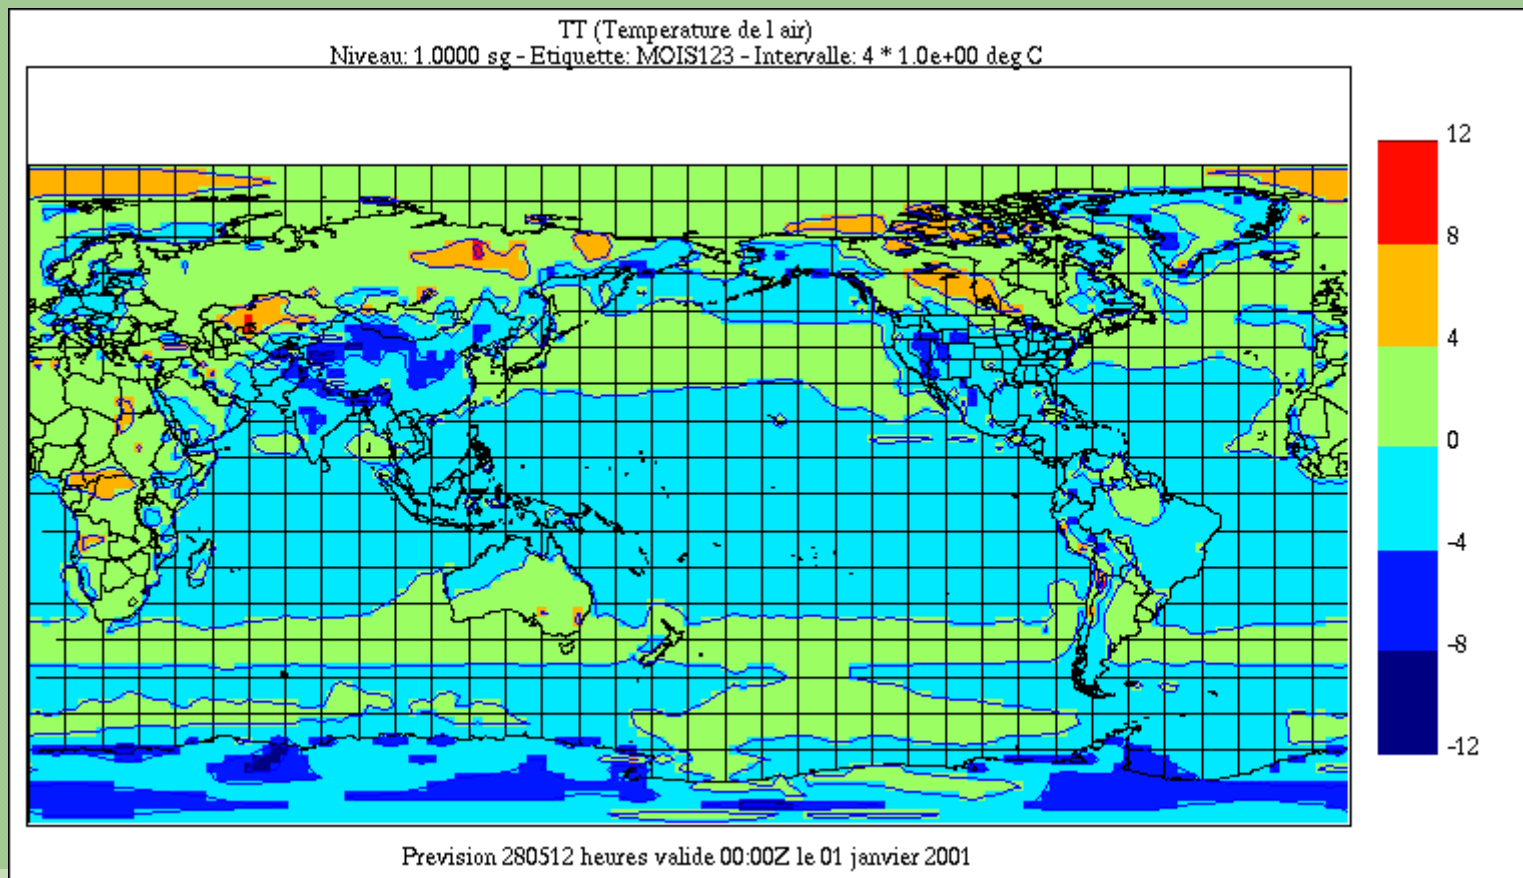 TT (Temperature de l air)
Niveau: 1.0000 sg - Etiquette: MOIS123 - Intervalle: 4 * 1.0e+00 deg C
12
8
4
0
-4
-8
-12
Prevision 280512 heures valide 00:00Z le 01 janvier 2001